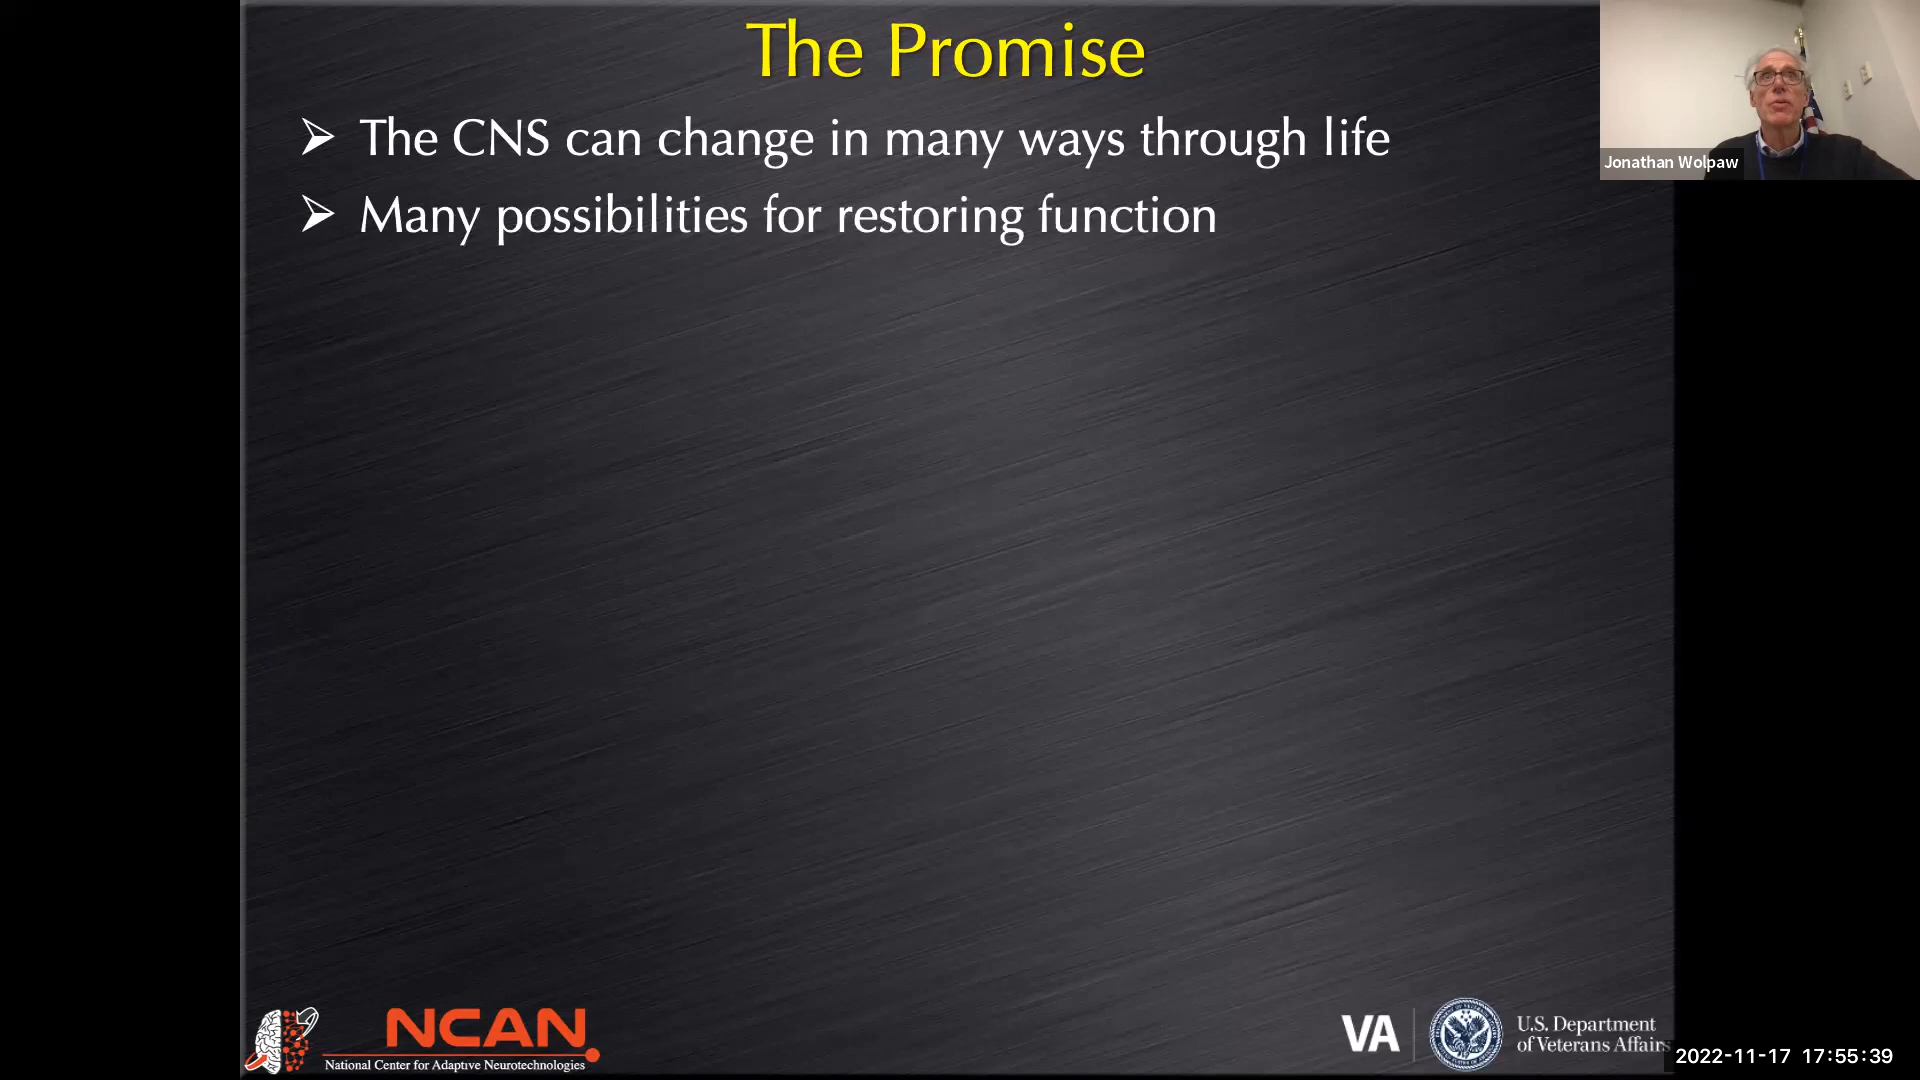 The Promise
➢ The CNS can change in many ways through life
➢ Many possibilities for restoring function
Jonathan Wolpaw
NCAN
National Center for Adaptive Neurotechnologies
VA
U.S. Department
of Veterans Affairs
2022-11-17 17:55:39